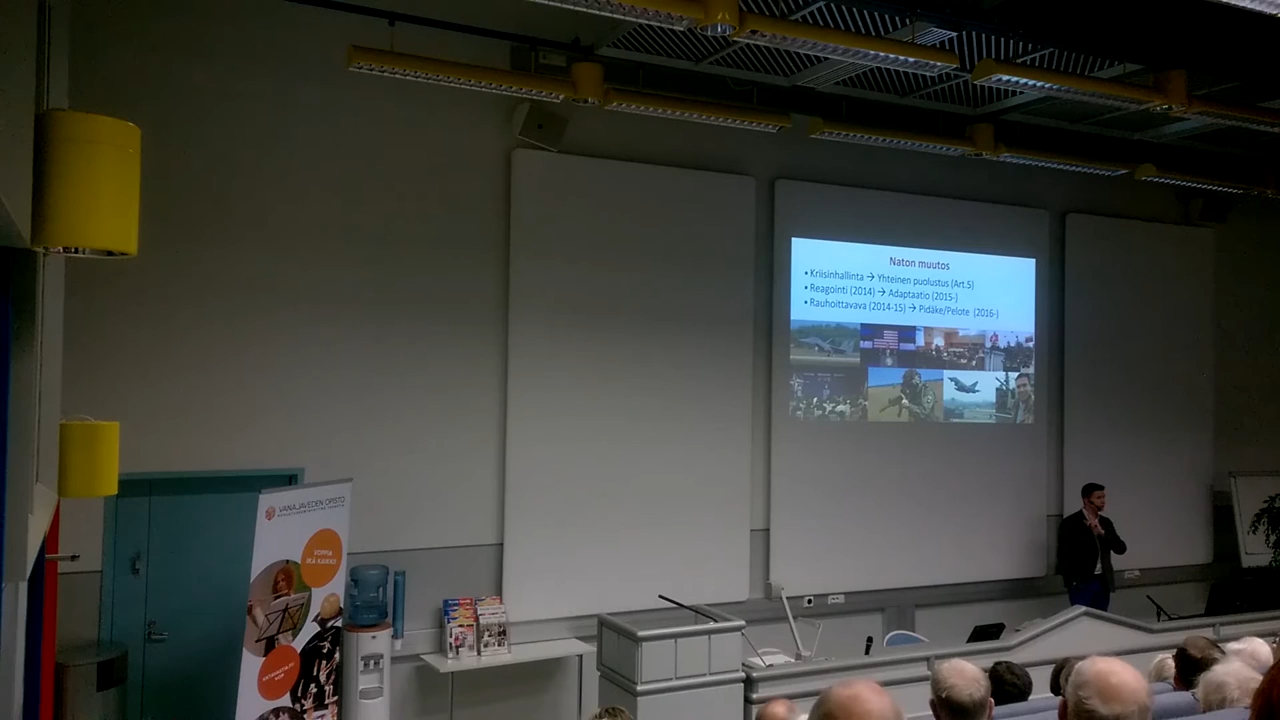 Naton muutos
• Kriisinhallinta → Yhteinen puolustus (Art.5)
• Reagointi (2014) → Adaptaatio (2015-)
• Rauhoittavava (2014-15) → Pidäke/Pelote (2016-)
VANAJAVEDEN OPISTO